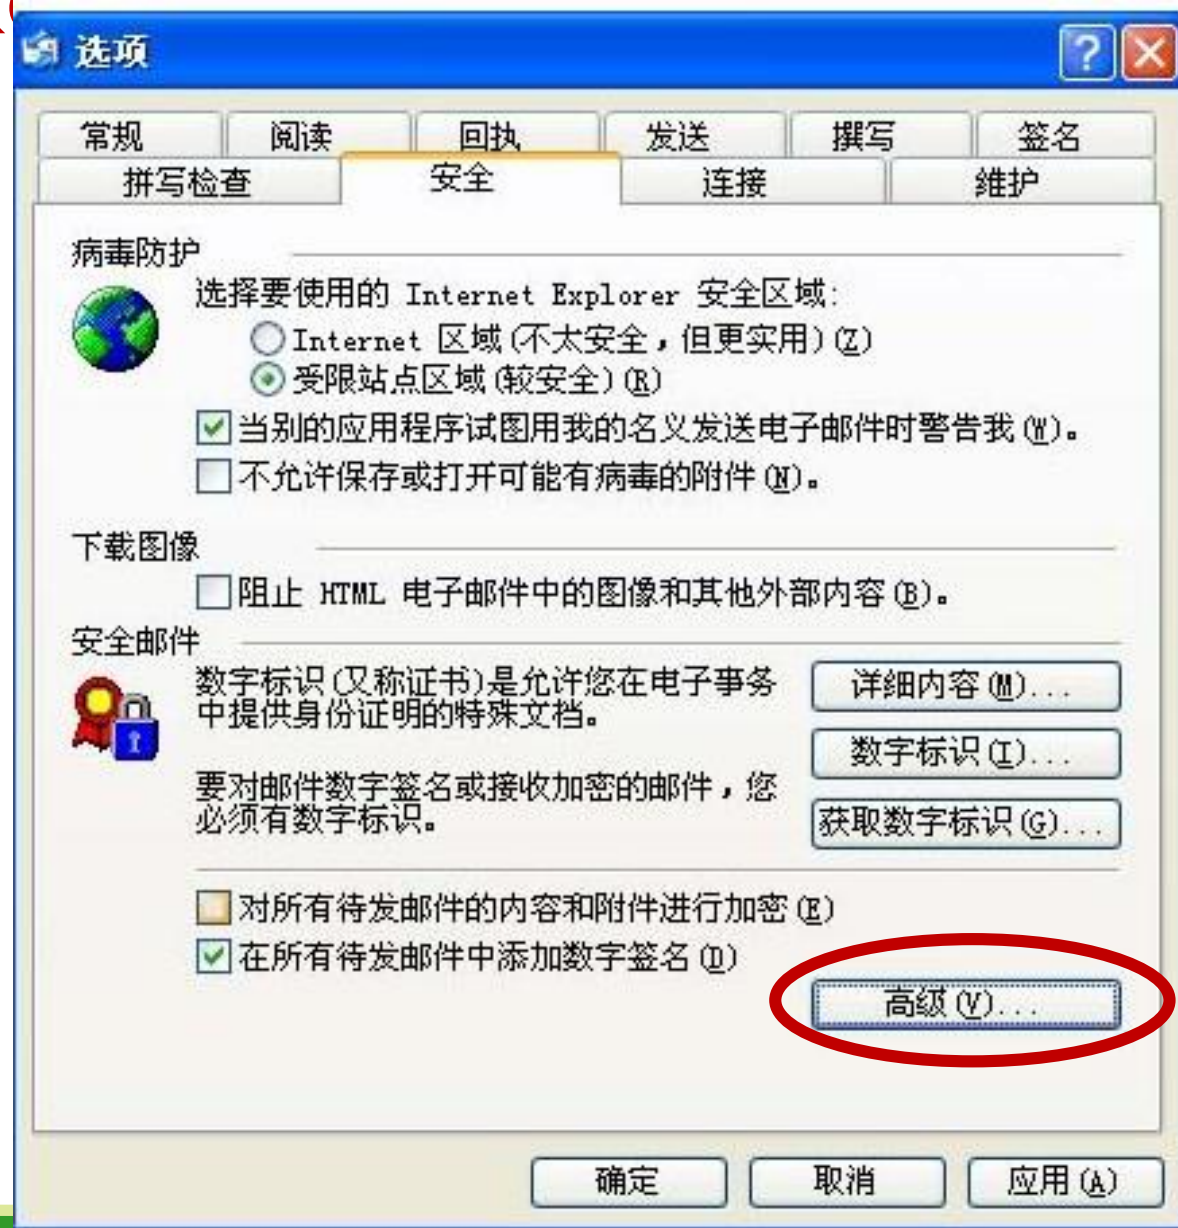 选项
常规 阅读 回执 发送 撰写 签名
拼写检查 安全 连接 维护
病毒防护
选择要使用的 Internet Explorer 安全区域:
Internet 区域(不太安全，但更实用)(Z)
受限站点区域(较安全)(R)
当别的应用程序试图用我的名义发送电子邮件时警告我(W)。
不允许保存或打开可能有病毒的附件(N)。
下载图像
阻止 HTML 电子邮件中的图像和其他外部内容(B)。
安全邮件
数字标识(又称证书)是允许您在电子事务
中提供身份证明的特殊文档。
详细内容(M)...
数字标识(I)...
要对邮件数字签名或接收加密的邮件，您
必须有数字标识。
获取数字标识(G)...
对所有待发邮件的内容和附件进行加密(E)
在所有待发邮件中添加数字签名(D)
高级(V)...
确定 取消 应用(A)